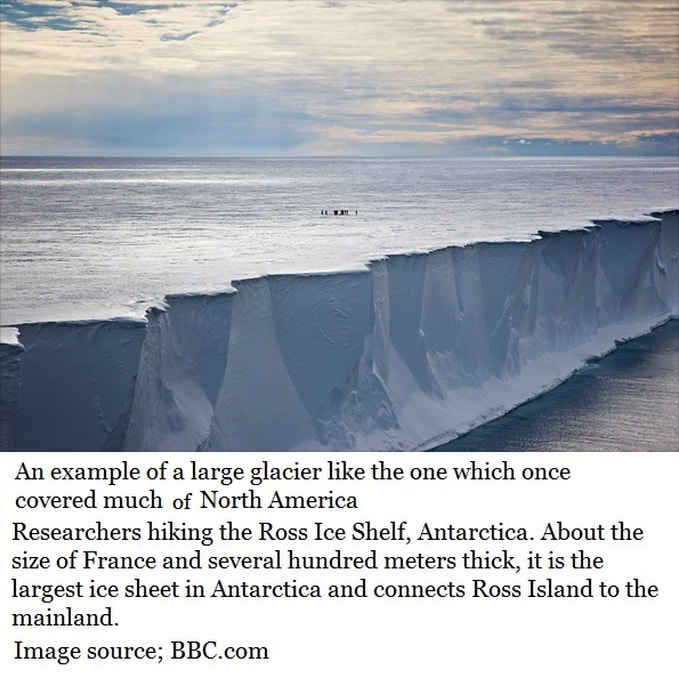 An example of a large glacier like the one which once
covered much of North America
Researchers hiking the Ross Ice Shelf, Antarctica. About the
size of France and several hundred meters thick, it is the
largest ice sheet in Antarctica and connects Ross Island to the
mainland.
Image source; BBC.com